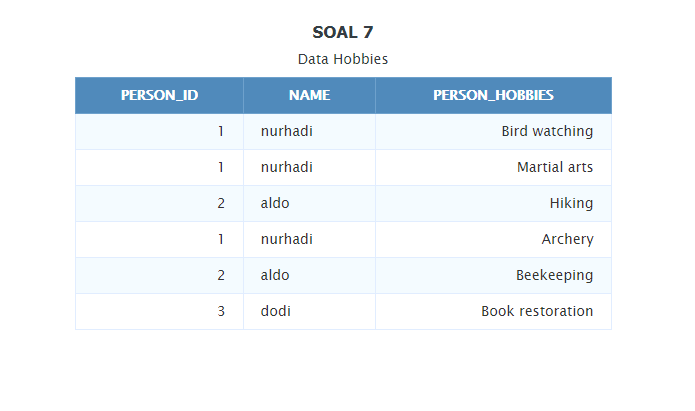 SOAL 7
Data Hobbies
PERSON_ID NAME PERSON_HOBBIES
1 nurhadi Bird watching
1 nurhadi Martial arts
2 aldo Hiking
1 nurhadi Archery
2 aldo Beekeeping
3 dodi Book restoration